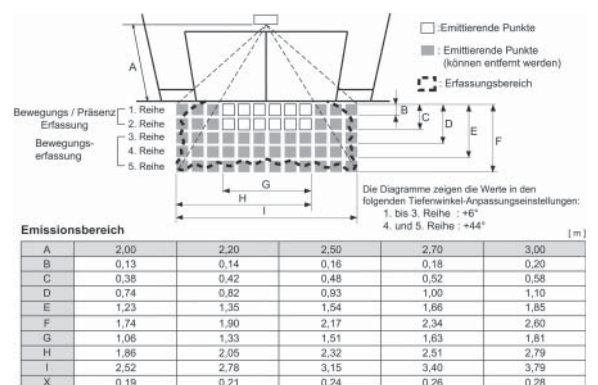 :Emittierende Punkte
: Emittierende Punkte
(können entfernt werden)
: Erfassungsbereich
A
Bewegungs / Präsenz
Erfassung
Bewegungs-
erfassung
1. Reihe
2. Reihe
3. Reihe
4. Reihe
5. Reihe
B
C
D
E
F
G
H
I
Die Diagramme zeigen die Werte in den
folgenden Tiefenwinkel-Anpassungseinstellungen:
1. bis 3. Reihe : +6°
4. und 5. Reihe : +44°
Emissionsbereich
[ m ]
A 2,00 2,20 2,50 2,70 3,00
B 0,13 0,14 0,16 0,18 0,20
C 0,38 0,42 0,48 0,52 0,58
D 0,74 0,82 0,93 1,00 1,10
E 1,23 1,35 1,54 1,66 1,85
F 1,74 1,90 2,17 2,34 2,60
G 1,06 1,33 1,51 1,63 1,81
H 1,86 2,05 2,32 2,51 2,79
I 2,52 2,78 3,15 3,40 3,79
X 0,19 0,21 0,24 0,26 0,28